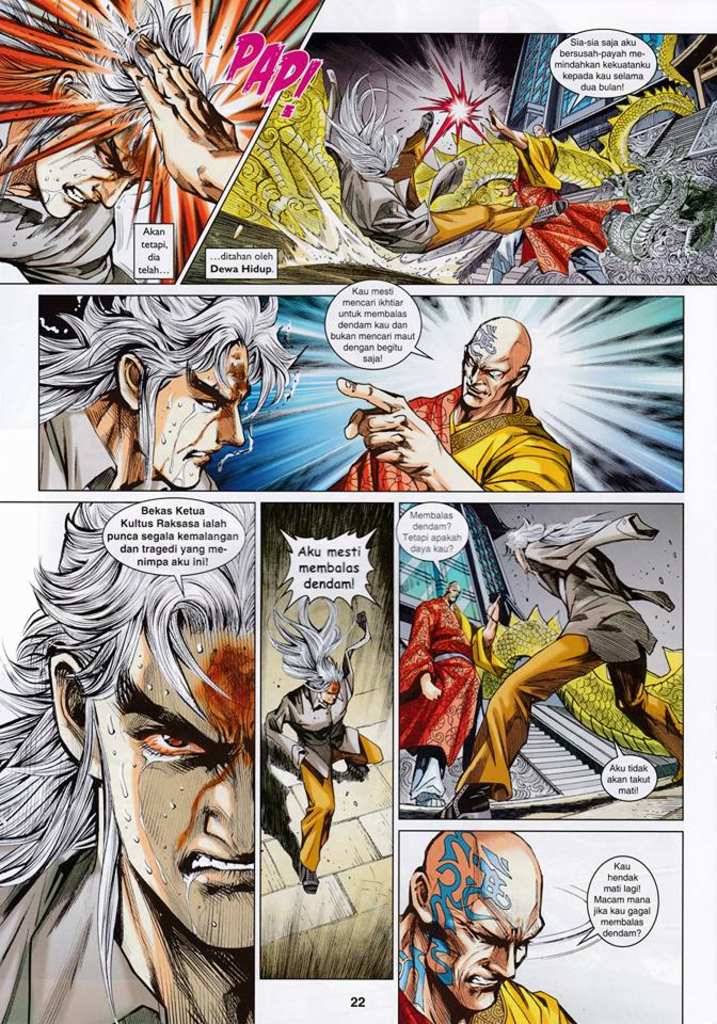 PAP!
Akan
tetapi,
dia
telah...
...ditahan oleh
Dewa Hidup.
Sia-sia saja aku
bersusah-payah me-
mindahkan kekuatanku
kepada kau selama
dua bulan!
Kau mesti
mencari ikhtiar
untuk membalas
dendam kau dan
bukan mencari maut
dengan begitu
saja!
Bekas Ketua
Kultus Raksasa ialah
punca segala kemalangan
dan tragedi yang me-
nimpa aku ini!
Aku mesti
membalas
dendam!
Membalas
dendam?
Tetapi apakah
daya kau?
Aku tidak
akan takut
mati!
Kau
hendak
mati lagi!
Macam mana
jika kau gagal
membalas
dendam?
22